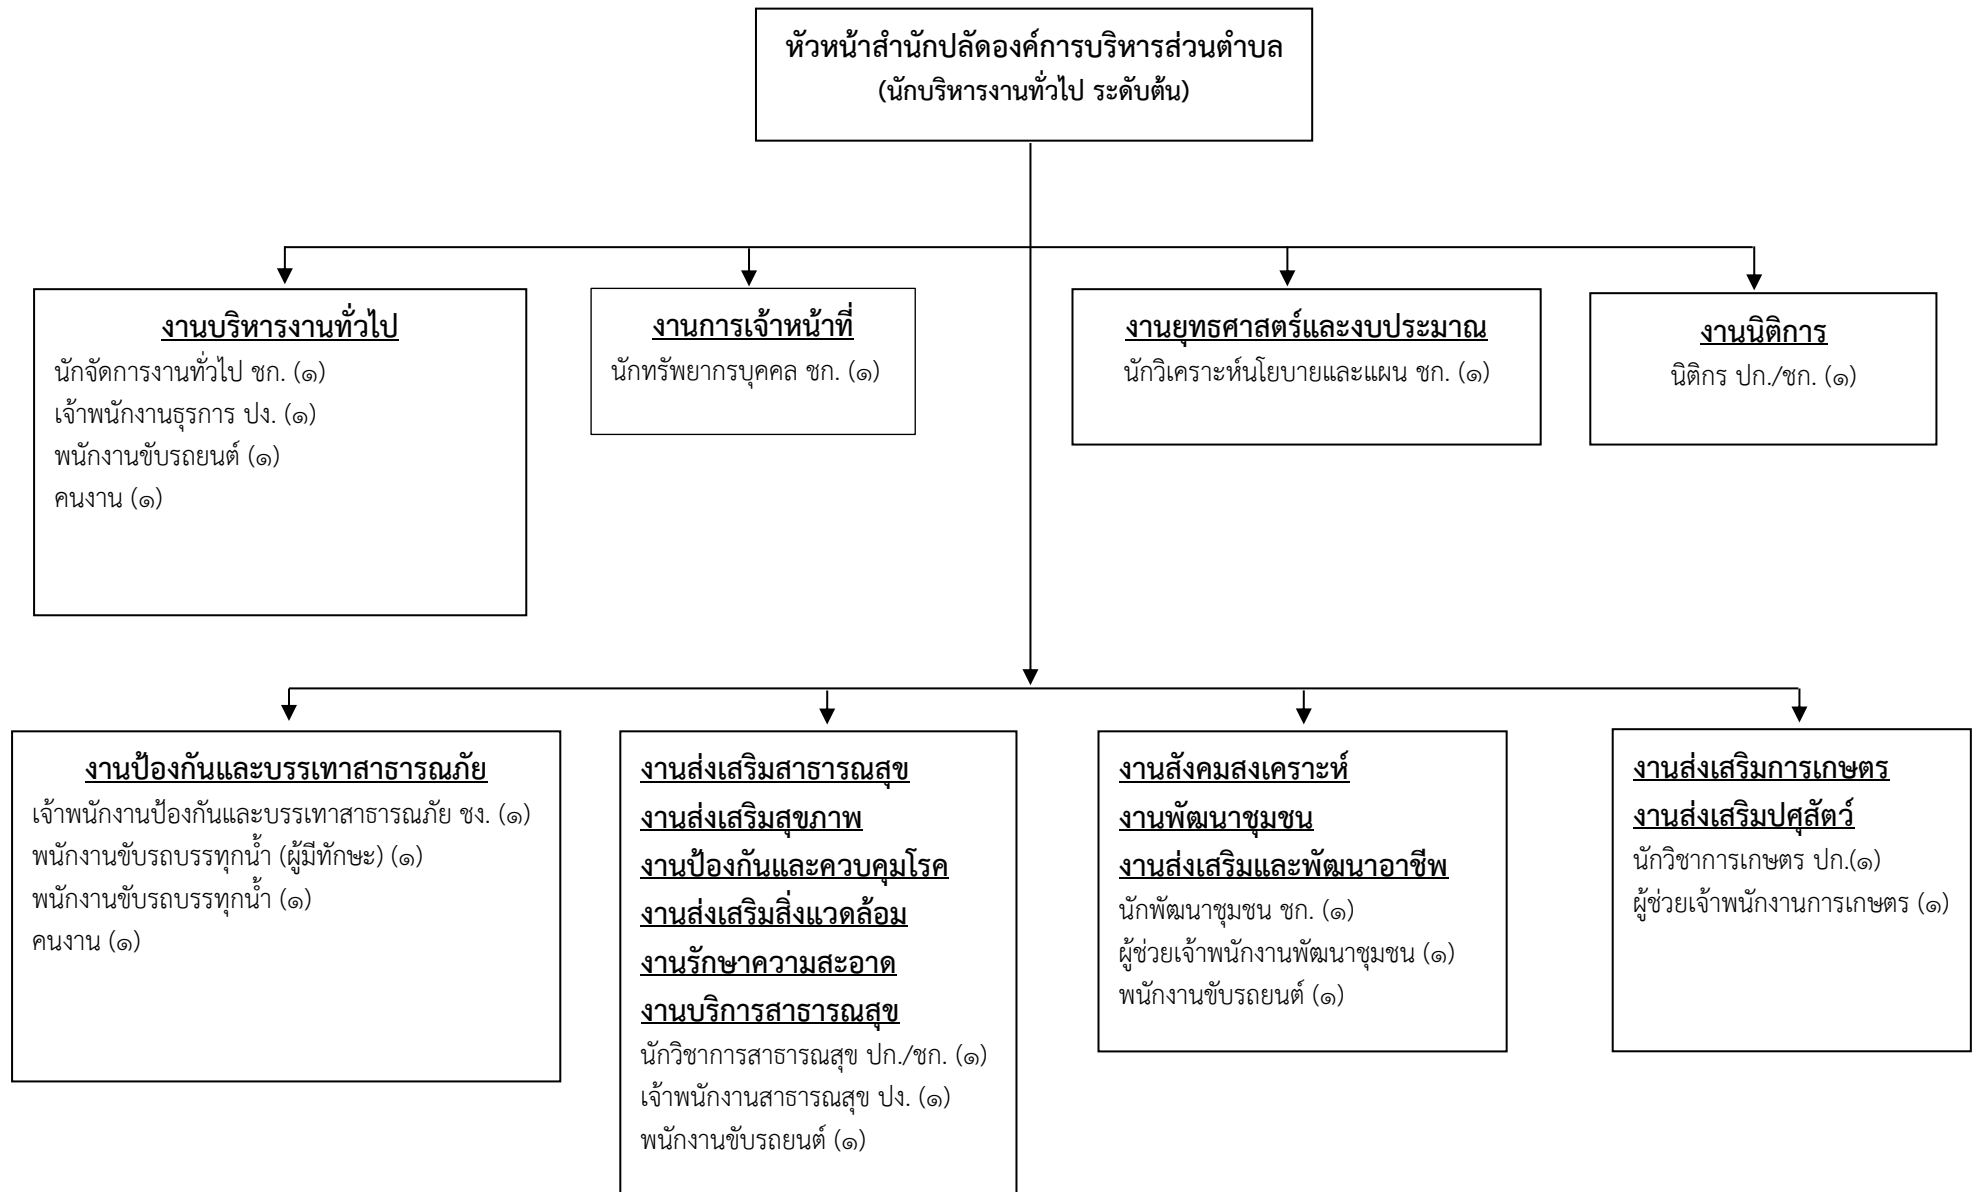 หัวหน้าสำนักปลัดองค์การบริหารส่วนตำบล
(นักบริหารงานทั่วไป ระดับต้น)
งานบริหารงานทั่วไป
นักจัดการงานทั่วไป ชก. (๑)
เจ้าพนักงานธุรการ ปง. (๑)
พนักงานขับรถยนต์ (๑)
คนงาน (๑)
งานการเจ้าหน้าที่
นักทรัพยากรบุคคล ชก. (๑)
งานยุทธศาสตร์และงบประมาณ
นักวิเคราะห์นโยบายและแผน ชก. (๑)
งานนิติการ
นิติกร ปก./ชก. (๑)
งานป้องกันและบรรเทาสาธารณภัย
เจ้าพนักงานป้องกันและบรรเทาสาธารณภัย ชง. (๑)
พนักงานขับรถบรรทุกน้ำ (ผู้มีทักษะ) (๑)
พนักงานขับรถบรรทุกน้ำ (๑)
คนงาน (๑)
งานส่งเสริมสาธารณสุข
งานส่งเสริมสุขภาพ
งานป้องกันและควบคุมโรค
งานส่งเสริมสิ่งแวดล้อม
งานรักษาความสะอาด
งานบริการสาธารณสุข
นักวิชาการสาธารณสุข ปก./ชก. (๑)
เจ้าพนักงานสาธารณสุข ปง. (๑)
พนักงานขับรถยนต์ (๑)
งานสังคมสงเคราะห์
งานพัฒนาชุมชน
งานส่งเสริมและพัฒนาอาชีพ
นักพัฒนาชุมชน ชก. (๑)
ผู้ช่วยเจ้าพนักงานพัฒนาชุมชน (๑)
พนักงานขับรถยนต์ (๑)
งานส่งเสริมการเกษตร
งานส่งเสริมปศุสัตว์
นักวิชาการเกษตร ปก.(๑)
ผู้ช่วยเจ้าพนักงานการเกษตร (๑)